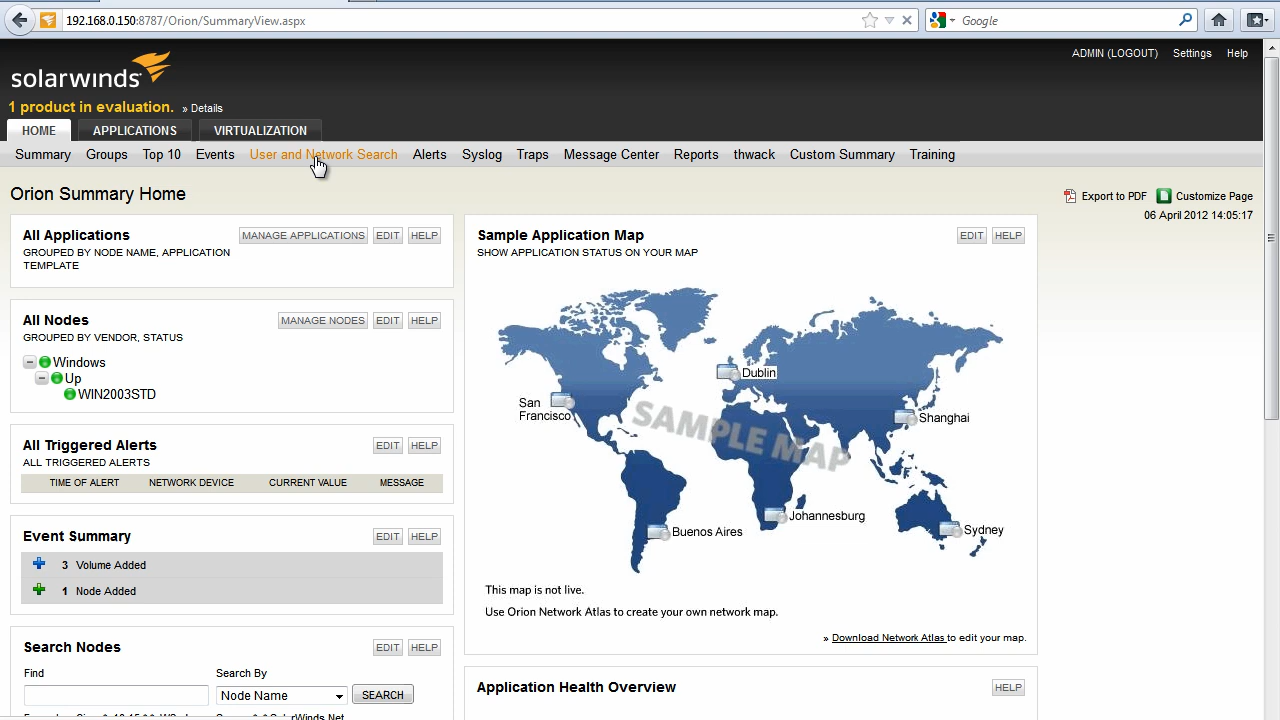 192.168.0.150:8787/Orion/SummaryView.aspx
Google
ADMIN (LOGOUT) Settings Help
solarwinds
1 product in evaluation. » Details
HOME APPLICATIONS VIRTUALIZATION
Summary Groups Top 10 Events User and Network Search Alerts Syslog Traps Message Center Reports thwack Custom Summary Training
Orion Summary Home
Export to PDF Customize Page
06 April 2012 14:05:17
All Applications MANAGE APPLICATIONS EDIT HELP
GROUPED BY NODE NAME, APPLICATION
TEMPLATE
All Nodes MANAGE NODES EDIT HELP
GROUPED BY VENDOR, STATUS
Windows
Up
WIN2003STD
All Triggered Alerts EDIT HELP
ALL TRIGGERED ALERTS
TIME OF ALERT NETWORK DEVICE CURRENT VALUE MESSAGE
Event Summary EDIT HELP
3 Volume Added
1 Node Added
Search Nodes EDIT HELP
Find Search By
Node Name SEARCH
Sample Application Map EDIT HELP
SHOW APPLICATION STATUS ON YOUR MAP
Dublin
San
Francisco
Shanghai
SAMPLE MAP
Johannesburg
Buenos Aires
Sydney
This map is not live.
Use Orion Network Atlas to create your own network map.
» Download Network Atlas to edit your map.
Application Health Overview HELP